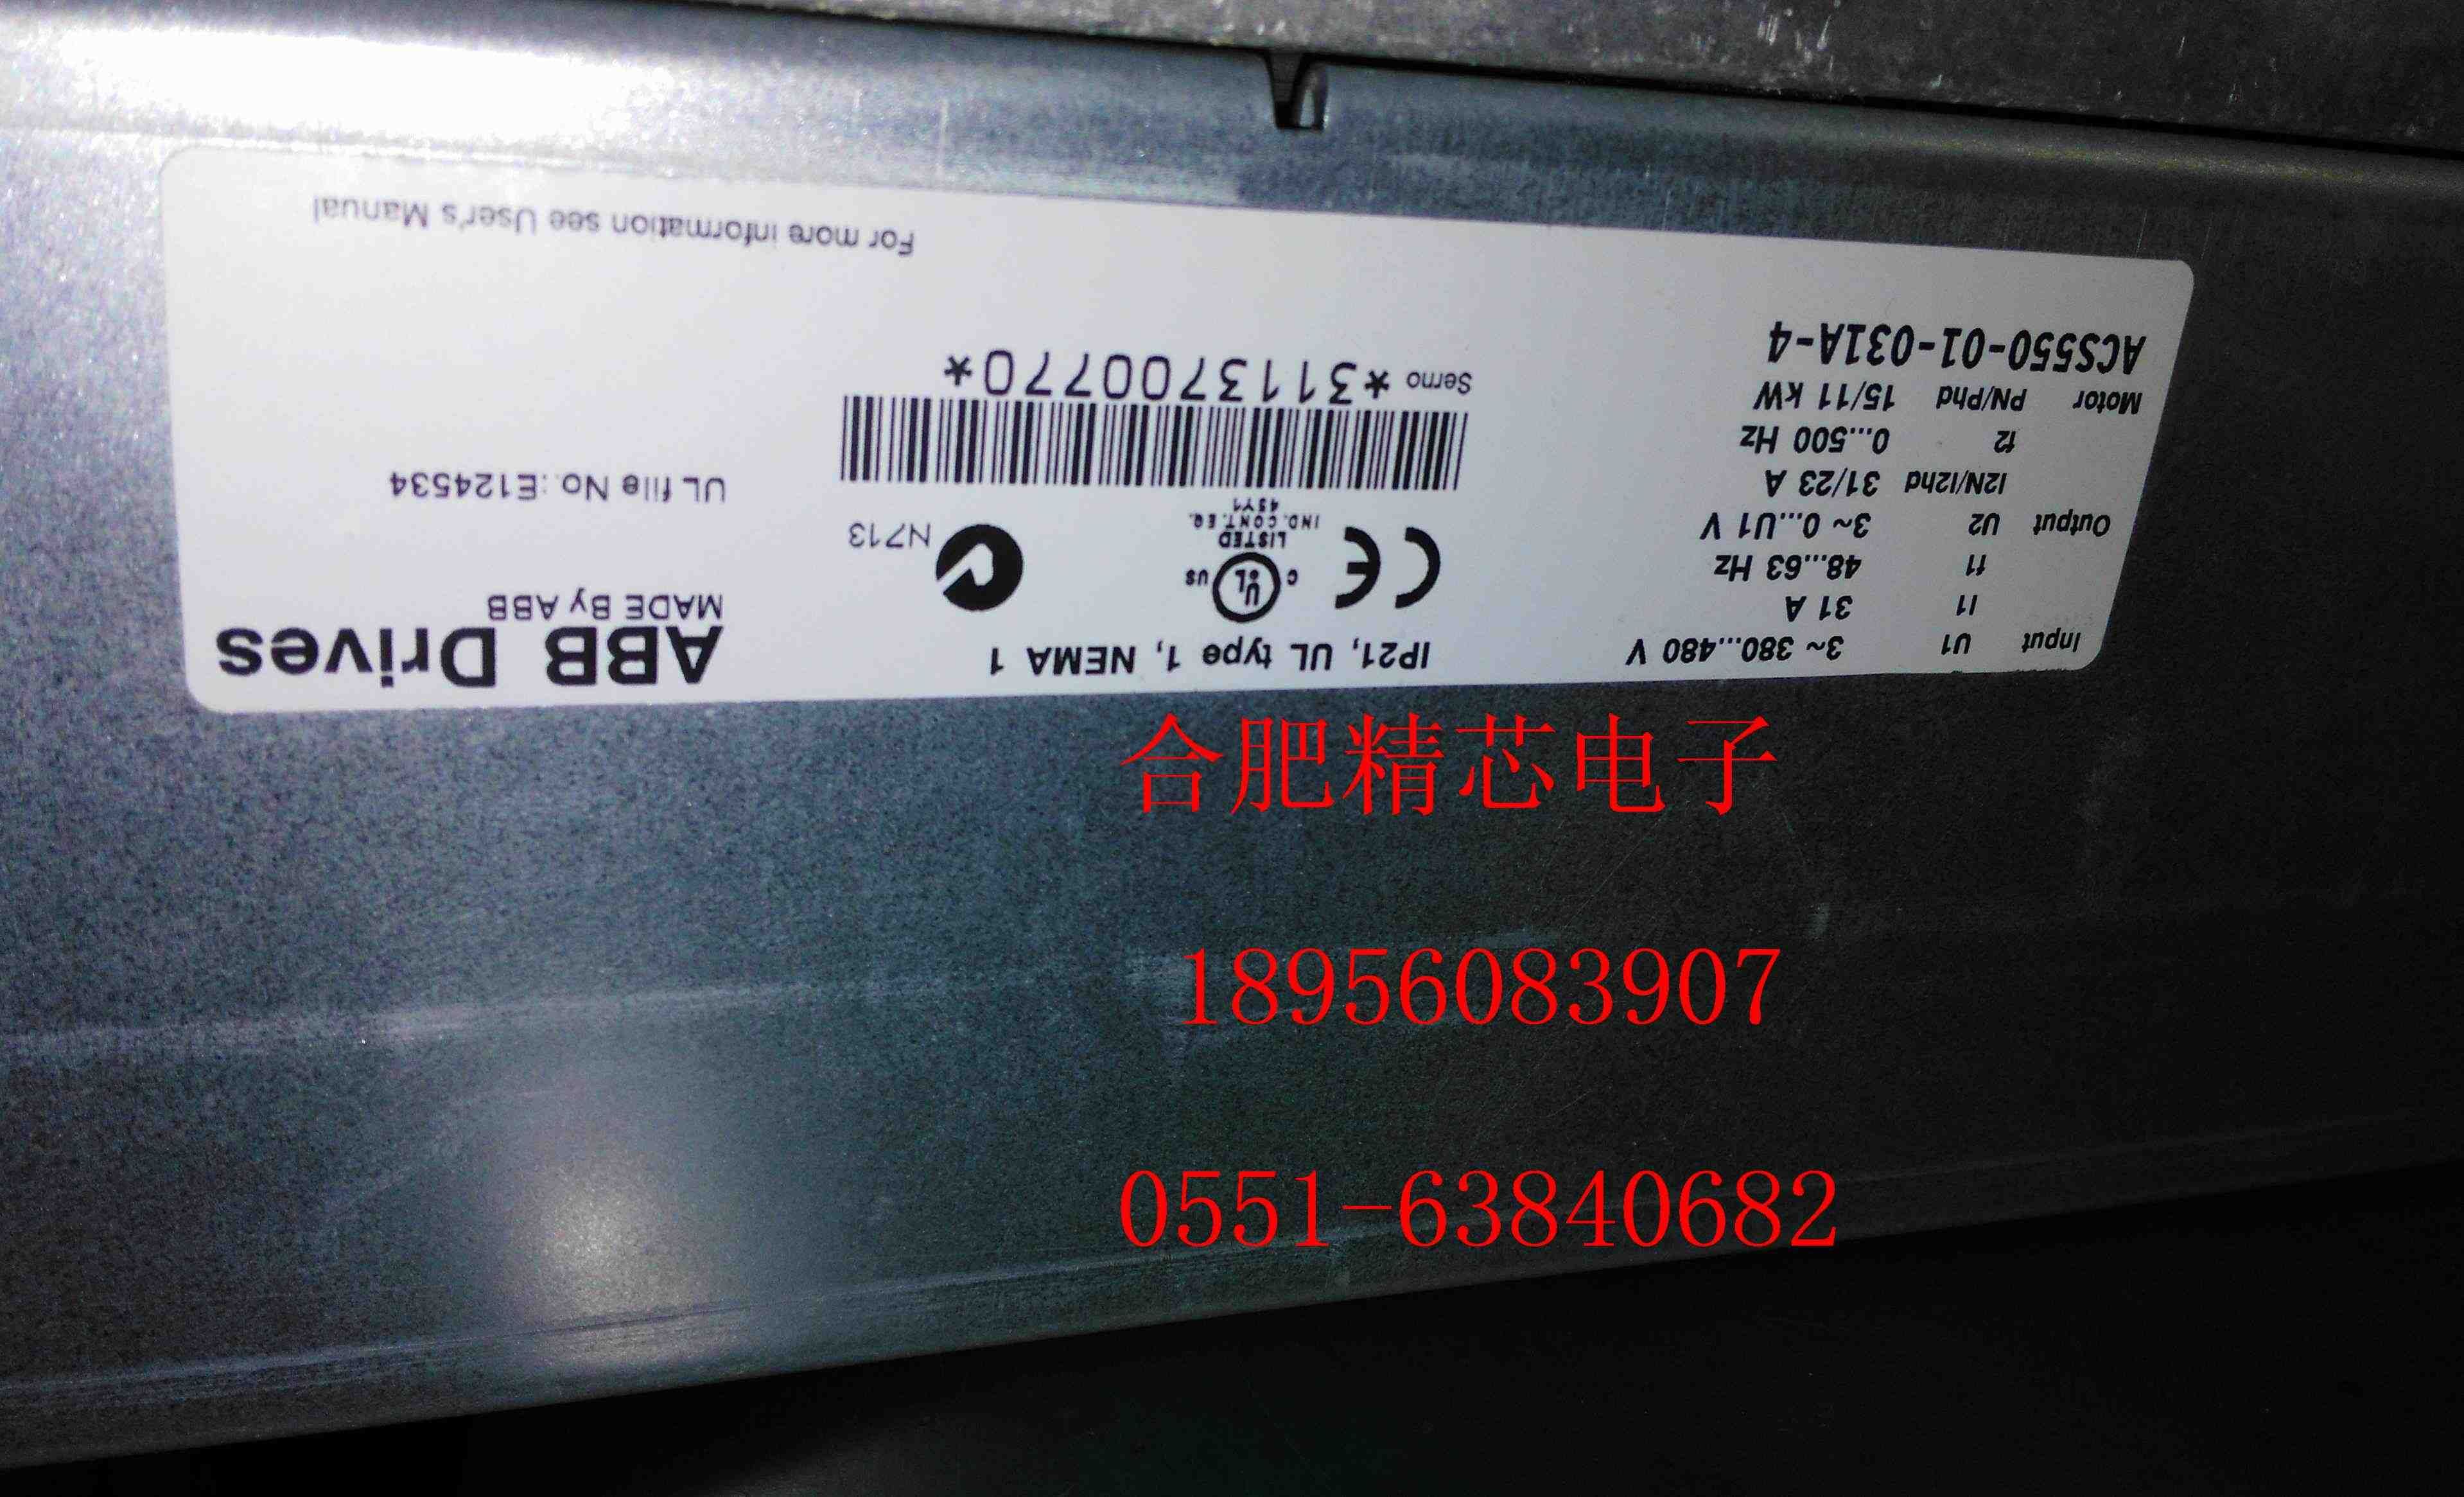 ABB Drives
MADE By ABB
UL file No.:E124534
For more information see User's Manual
IP21, UL type 1, NEMA 1
CE
C UL US
LISTED
IND. CONT. EQ.
45Y1
N713
Serno *3113700770*
Input U1 3~ 380...480 V
I1 31 A
f1 48...63 Hz
Output U2 3~ 0...U1 V
I2N/I2hd 31/23 A
f2 0...500 Hz
Motor PN/Phd 15/11 kW
ACS550-01-031A-4
合肥精芯电子
18956083907
0551-63840682